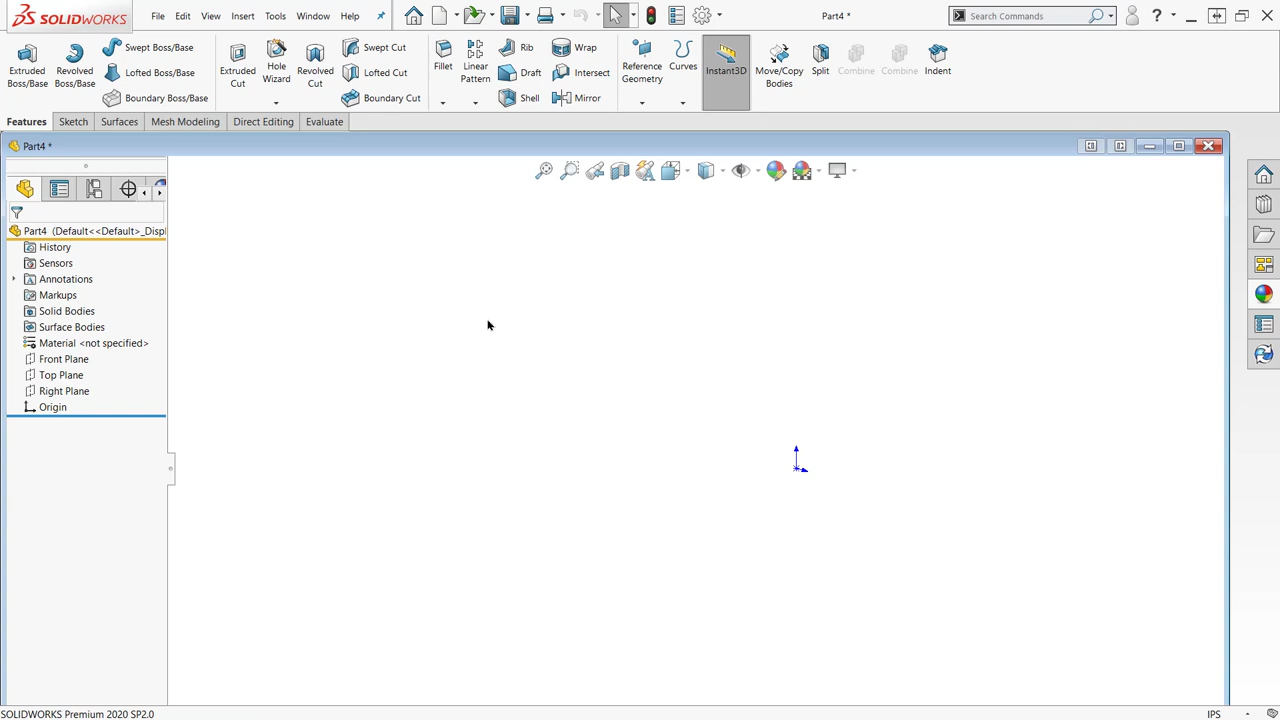 SOLIDWORKS
File Edit View Insert Tools Window Help
Part4 *
Search Commands
?
Extruded Boss/Base
Revolved Boss/Base
Swept Boss/Base
Lofted Boss/Base
Boundary Boss/Base
Extruded Cut
Hole Wizard
Revolved Cut
Swept Cut
Lofted Cut
Boundary Cut
Fillet
Linear Pattern
Rib
Draft
Shell
Wrap
Intersect
Mirror
Reference Geometry
Curves
Instant3D
Move/Copy Bodies
Split
Combine
Combine
Indent
Features Sketch Surfaces Mesh Modeling Direct Editing Evaluate
Part4 *
Part4 (Default<<Default>_Displ
History
Sensors
Annotations
Markups
Solid Bodies
Surface Bodies
Material <not specified>
Front Plane
Top Plane
Right Plane
Origin
SOLIDWORKS Premium 2020 SP2.0
IPS